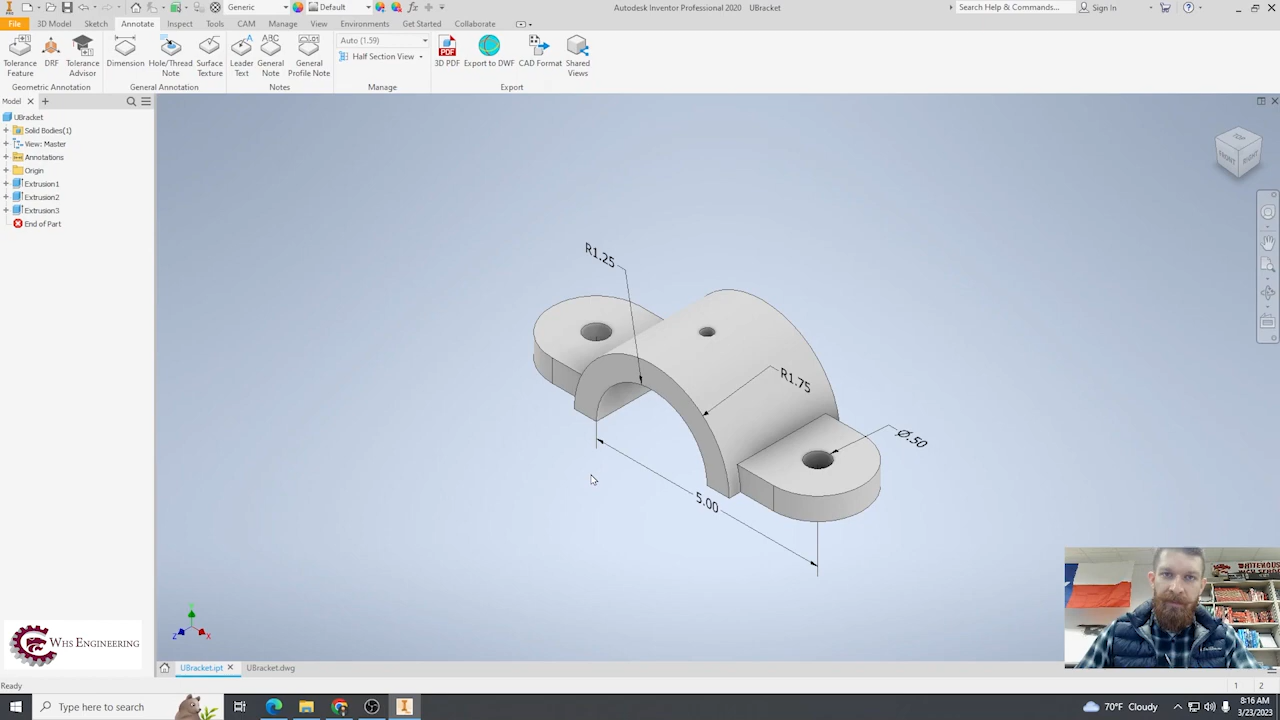 Generic
Default
Autodesk Inventor Professional 2020
UBracket
Search Help & Commands...
Sign In
File
3D Model
Sketch
Annotate
Inspect
Tools
CAM
Manage
View
Environments
Get Started
Collaborate
Tolerance
Feature
DRF
Tolerance
Advisor
Dimension
Hole/Thread
Note
Surface
Texture
Leader
Text
General
Note
General
Profile Note
Auto (1.59)
Half Section View
3D PDF
Export to DWF
CAD Format
Shared
Views
Geometric Annotation
General Annotation
Notes
Manage
Export
Model
UBracket
Solid Bodies(1)
View: Master
Annotations
Origin
Extrusion1
Extrusion2
Extrusion3
End of Part
TOP
FRONT
RIGHT
R1.25
R1.75
Ø.50
5.00
Z
X
WHS ENGINEERING
UBracket.ipt
UBracket.dwg
Ready
1
2
Type here to search
70°F Cloudy
8:16 AM
3/23/2023